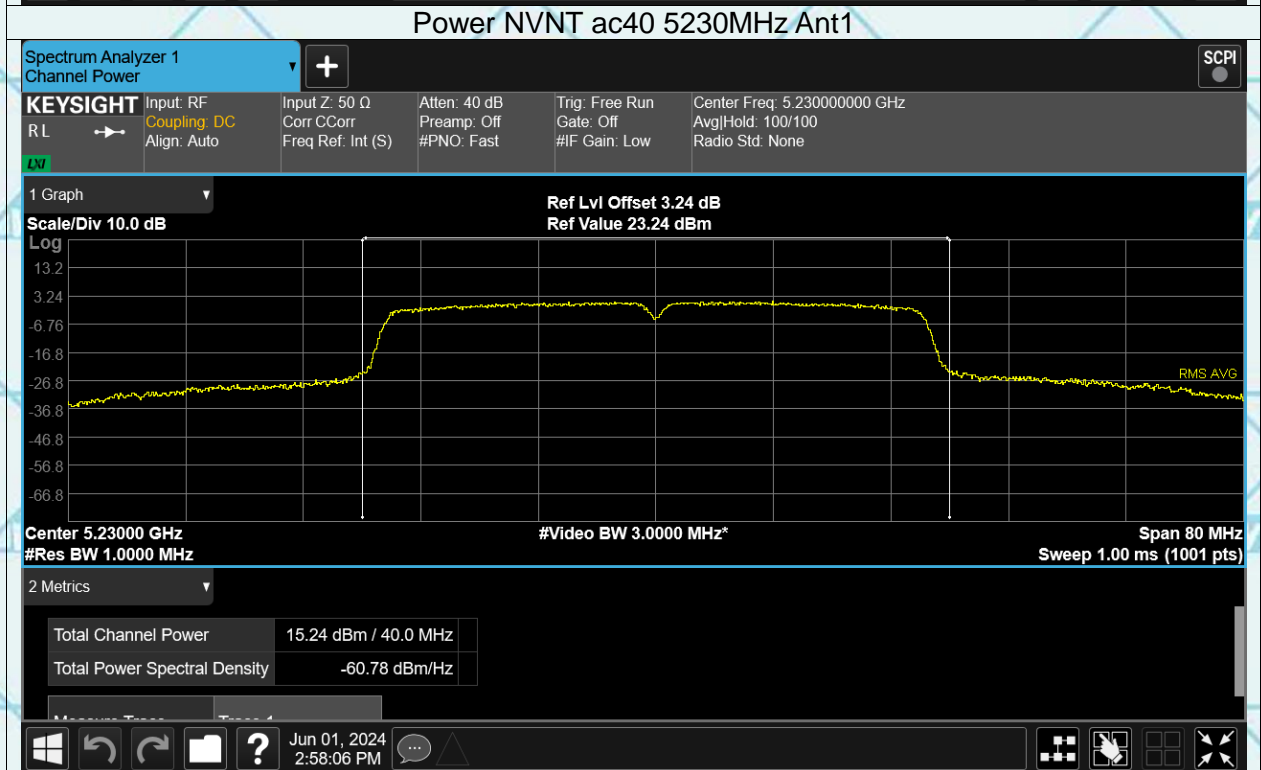 Power NVNT ac40 5230MHz Ant1
Spectrum Analyzer 1
Channel Power
SCPI
KEYSIGHT
R L
LXI
Input: RF
Coupling: DC
Align: Auto
Input Z: 50 Ω
Corr CCorr
Freq Ref: Int (S)
Atten: 40 dB
Preamp: Off
#PNO: Fast
Trig: Free Run
Gate: Off
#IF Gain: Low
Center Freq: 5.230000000 GHz
Avg|Hold: 100/100
Radio Std: None
1 Graph
Scale/Div 10.0 dB
Ref Lvl Offset 3.24 dB
Ref Value 23.24 dBm
Log
13.2
3.24
-6.76
-16.8
-26.8
-36.8
-46.8
-56.8
-66.8
RMS AVG
Center 5.23000 GHz
#Video BW 3.0000 MHz*
Span 80 MHz
#Res BW 1.0000 MHz
Sweep 1.00 ms (1001 pts)
2 Metrics
Total Channel Power 15.24 dBm / 40.0 MHz
Total Power Spectral Density -60.78 dBm/Hz
Jun 01, 2024
2:58:06 PM